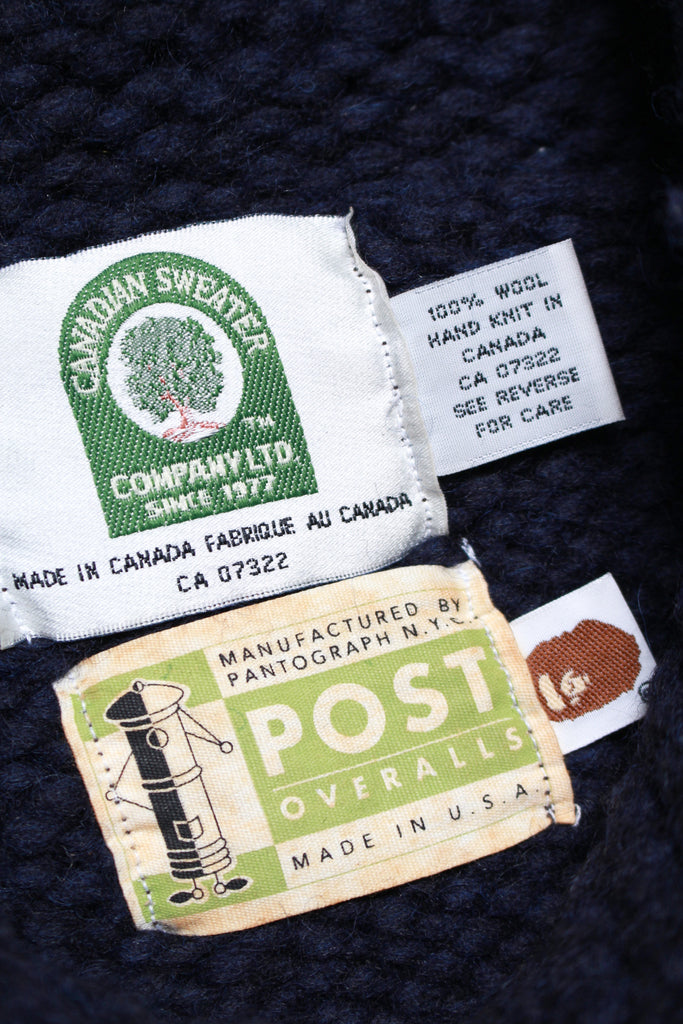 CANADIAN SWEATER
TM
COMPANY LTD.
SINCE 1977
MADE IN CANADA FABRIQUE AU CANADA
CA 07322
100% WOOL
HAND KNIT IN
CANADA
CA 07322
SEE REVERSE
FOR CARE
MANUFACTURED BY
PANTOGRAPH N.Y.C.
POST
OVERALLS
MADE IN U.S.A.